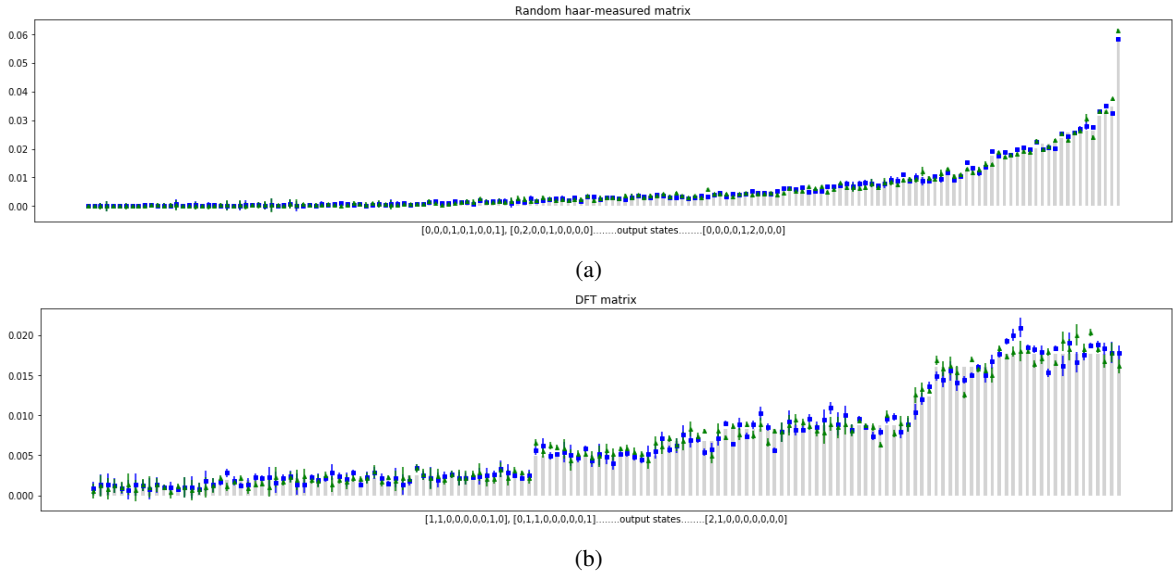 Random haar-measured matrix
0.06
0.05
0.04
0.03
0.02
0.01
0.00
[0,0,0,1,0,1,0,0,1], [0,2,0,0,1,0,0,0,0]........output states........[0,0,0,0,1,2,0,0,0]
(a)
DFT matrix
0.020
0.015
0.010
0.005
0.000
[1,1,0,0,0,0,0,1,0], [0,1,1,0,0,0,0,0,1]........output states........[2,1,0,0,0,0,0,0,0]
(b)